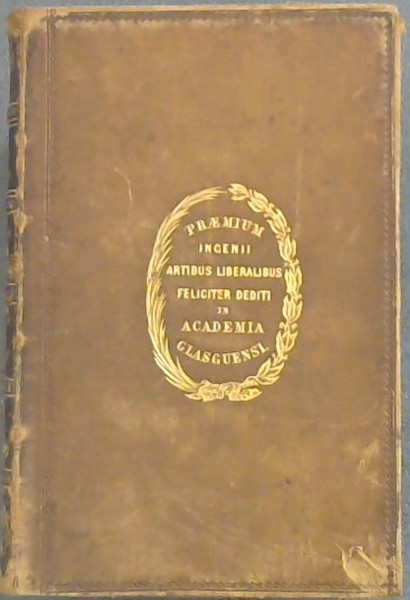 PRÆMIUM
INGENII
ARTIBUS LIBERALIBUS
FELICITER DEDITI
IN
ACADEMIA
GLASGUENSI.